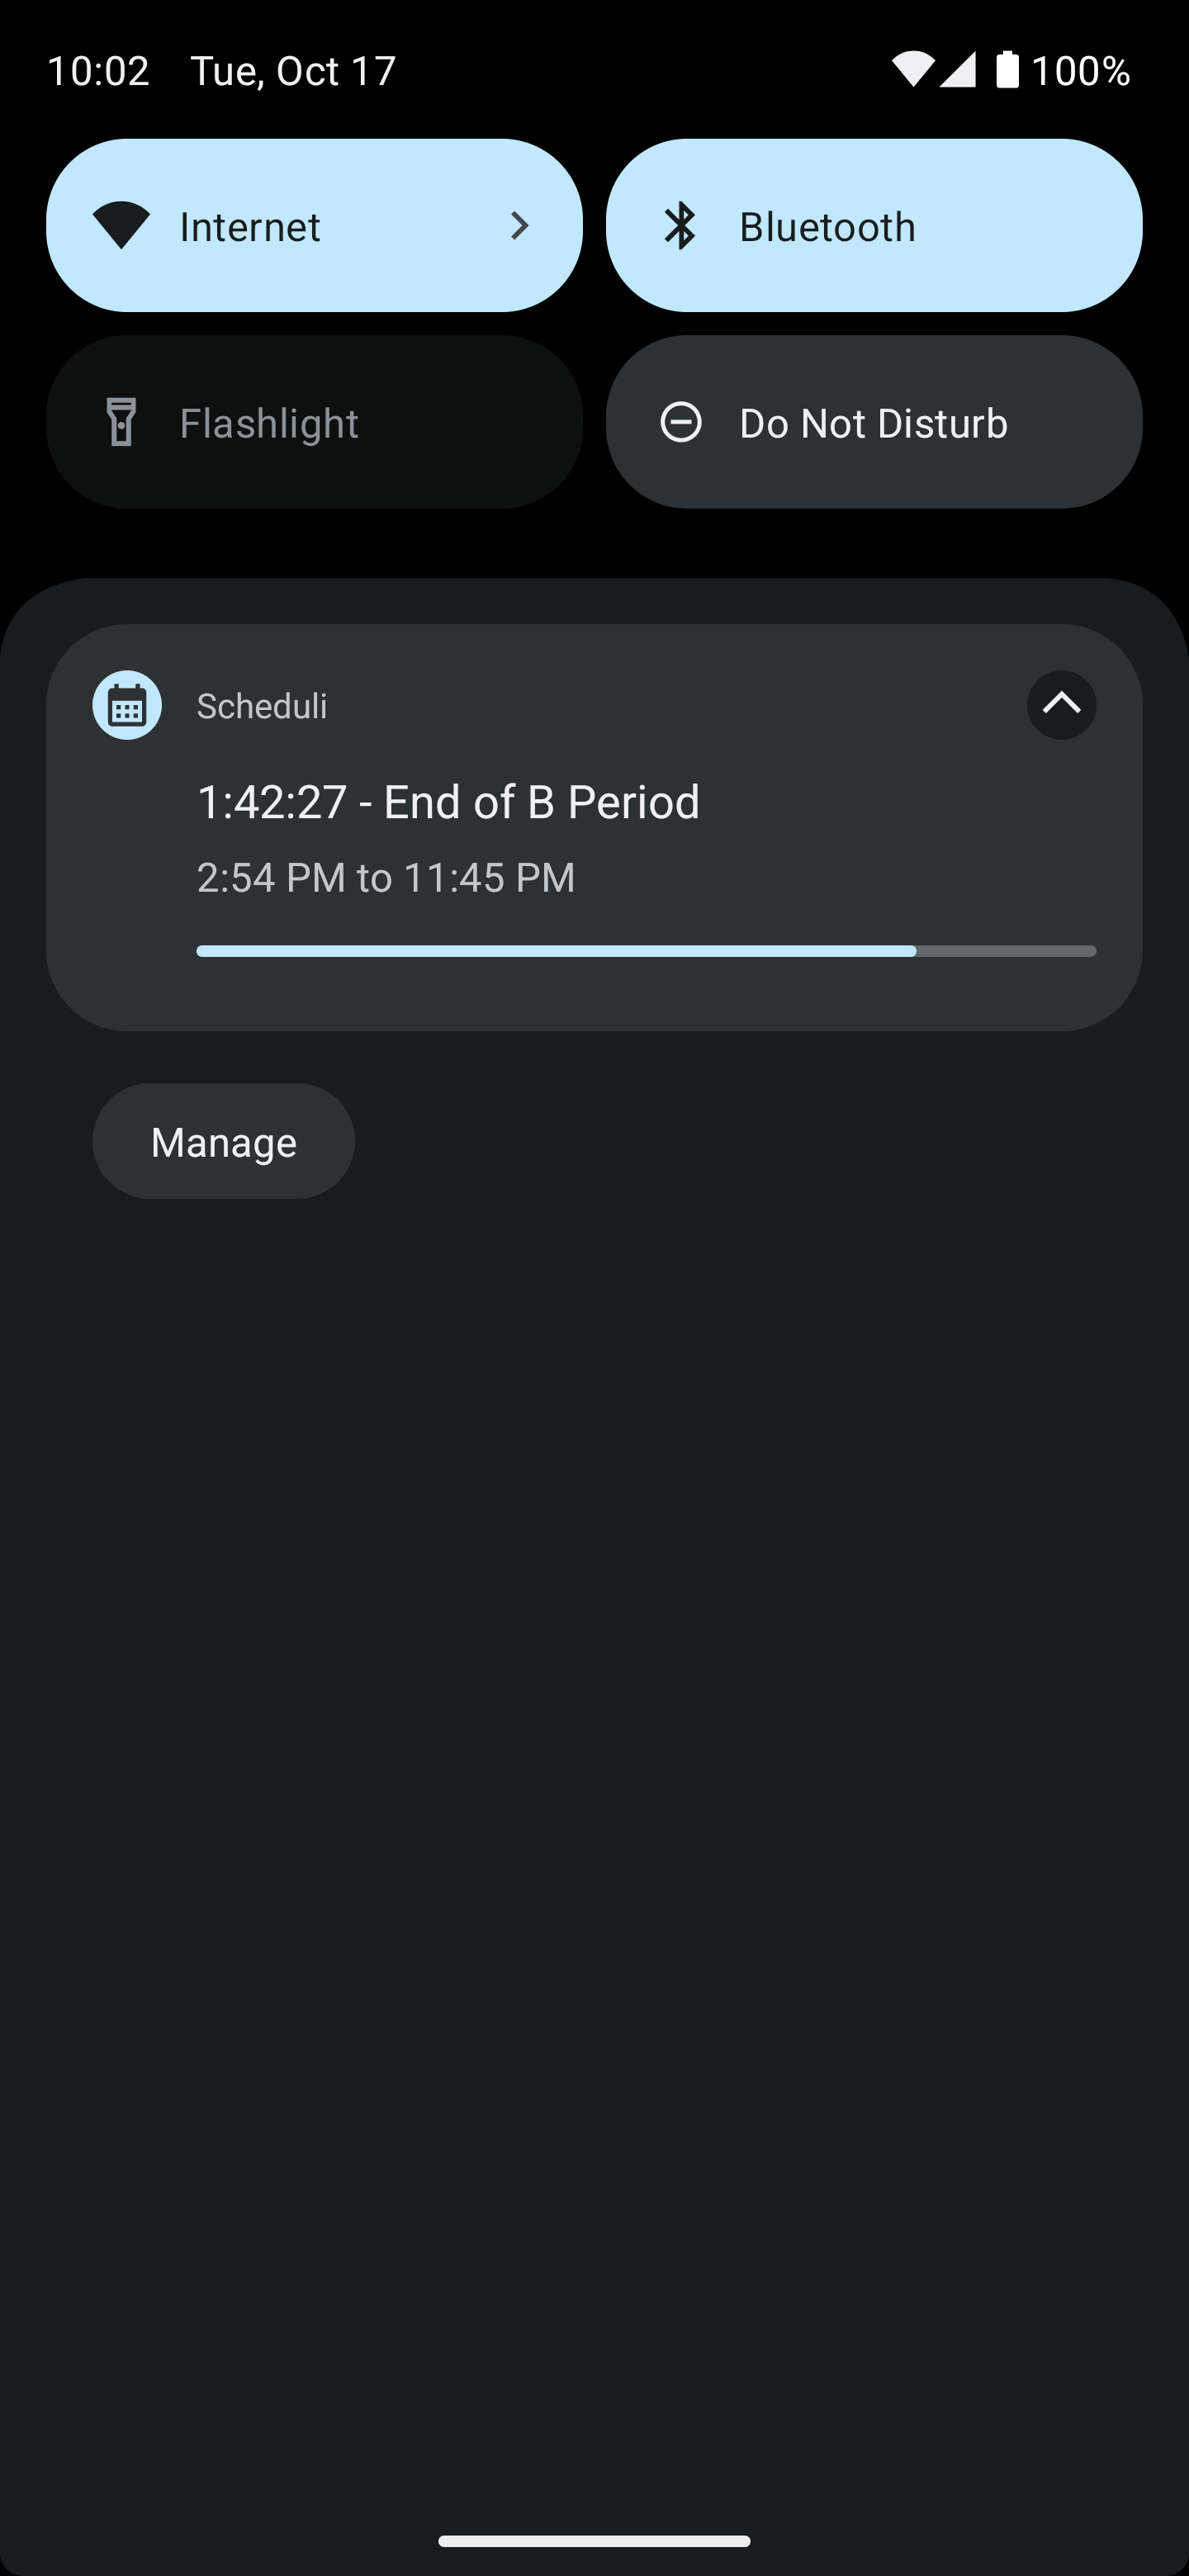 10:02 Tue, Oct 17 100%
Internet Bluetooth
Flashlight Do Not Disturb
Scheduli
1:42:27 - End of B Period
2:54 PM to 11:45 PM
Manage